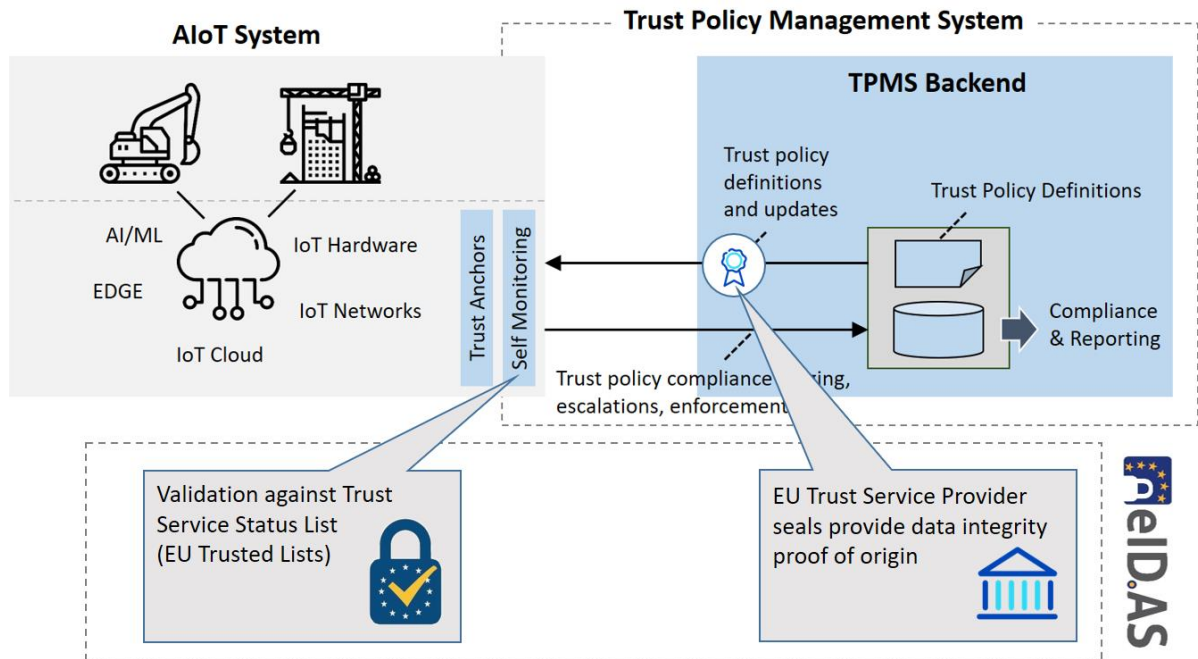 Trust Policy Management System
AIoT System
TPMS Backend
Trust policy
definitions
and updates
Trust Policy Definitions
AI/ML
IoT Hardware
EDGE
IoT Networks
IoT Cloud
Trust Anchors
Self Monitoring
Compliance
& Reporting
Trust policy compliance
escalations, enforcement
Validation against Trust
Service Status List
(EU Trusted Lists)
EU Trust Service Provider
seals provide data integrity
proof of origin
eID.AS